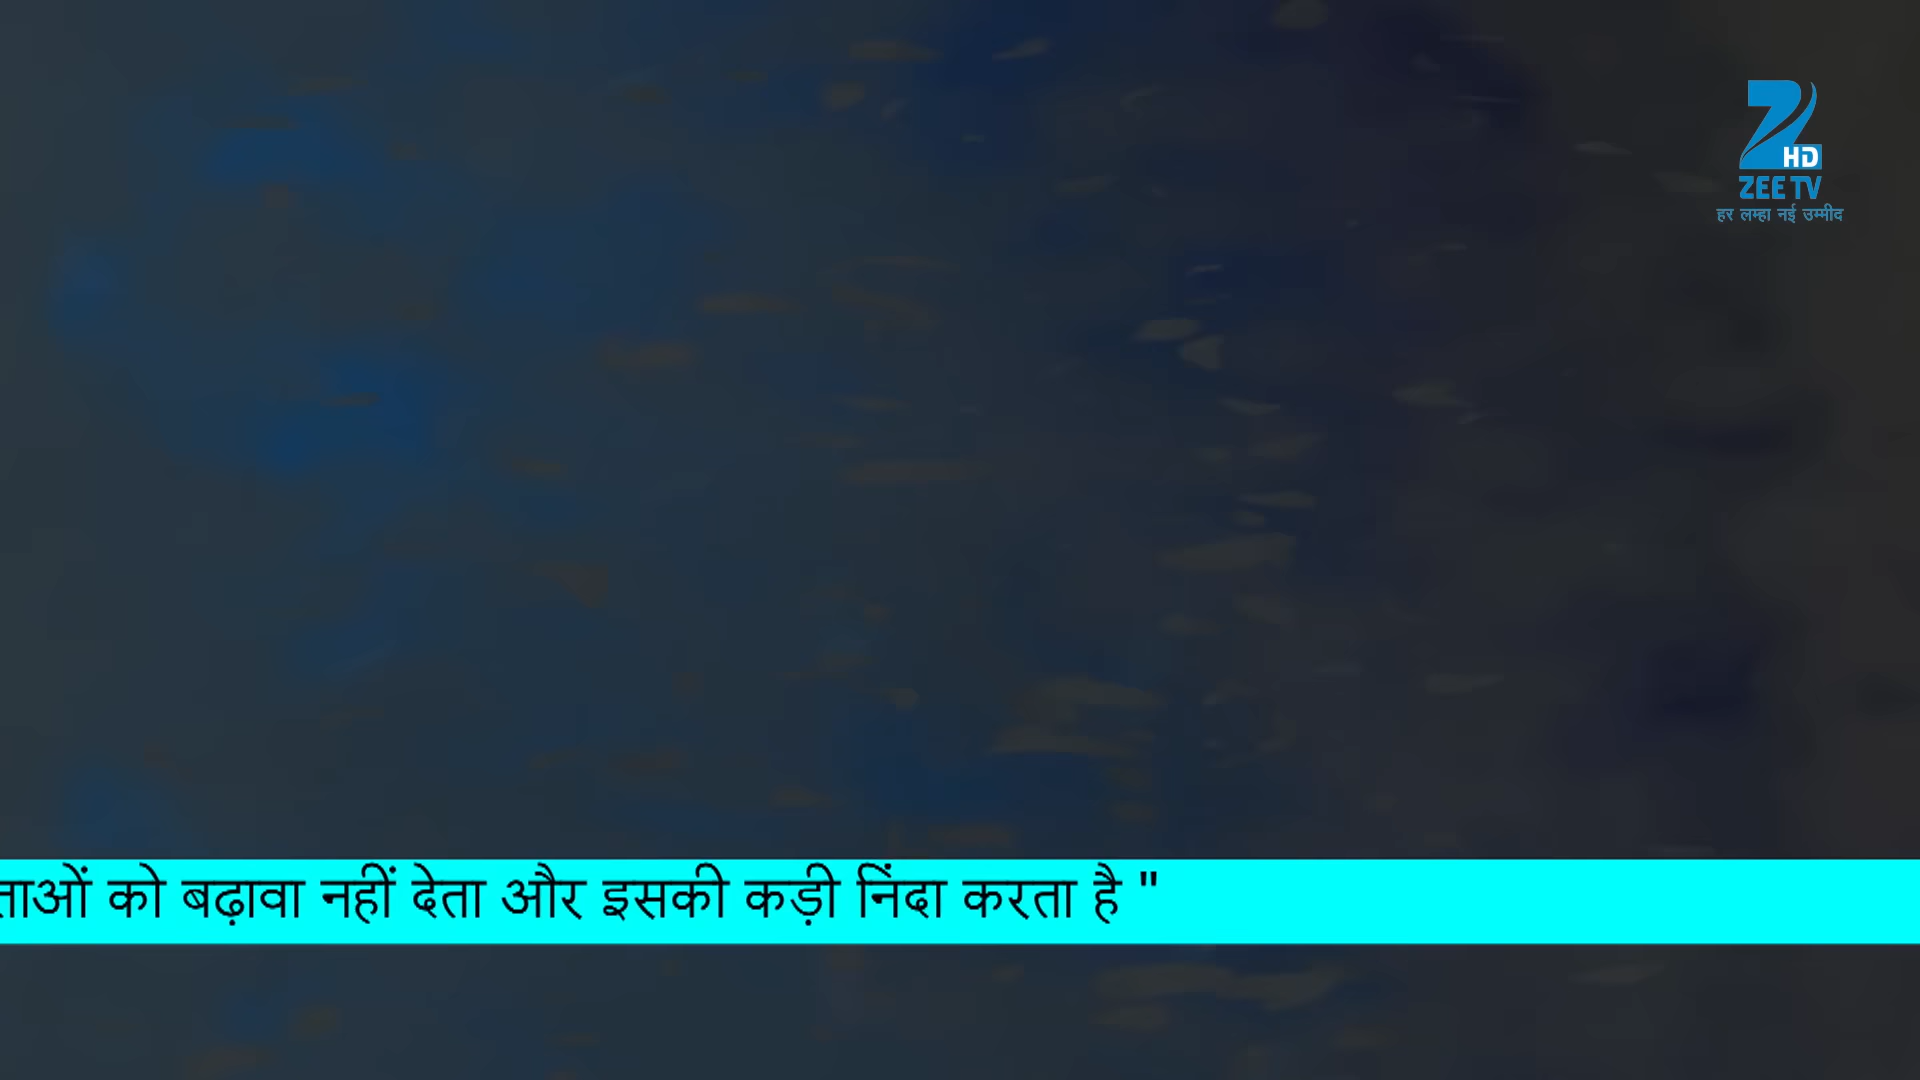 HD
ZEE TV
हर लम्हा नई उम्मीद
को बढ़ावा नहीं देता और इसकी कड़ी निंदा करता है "